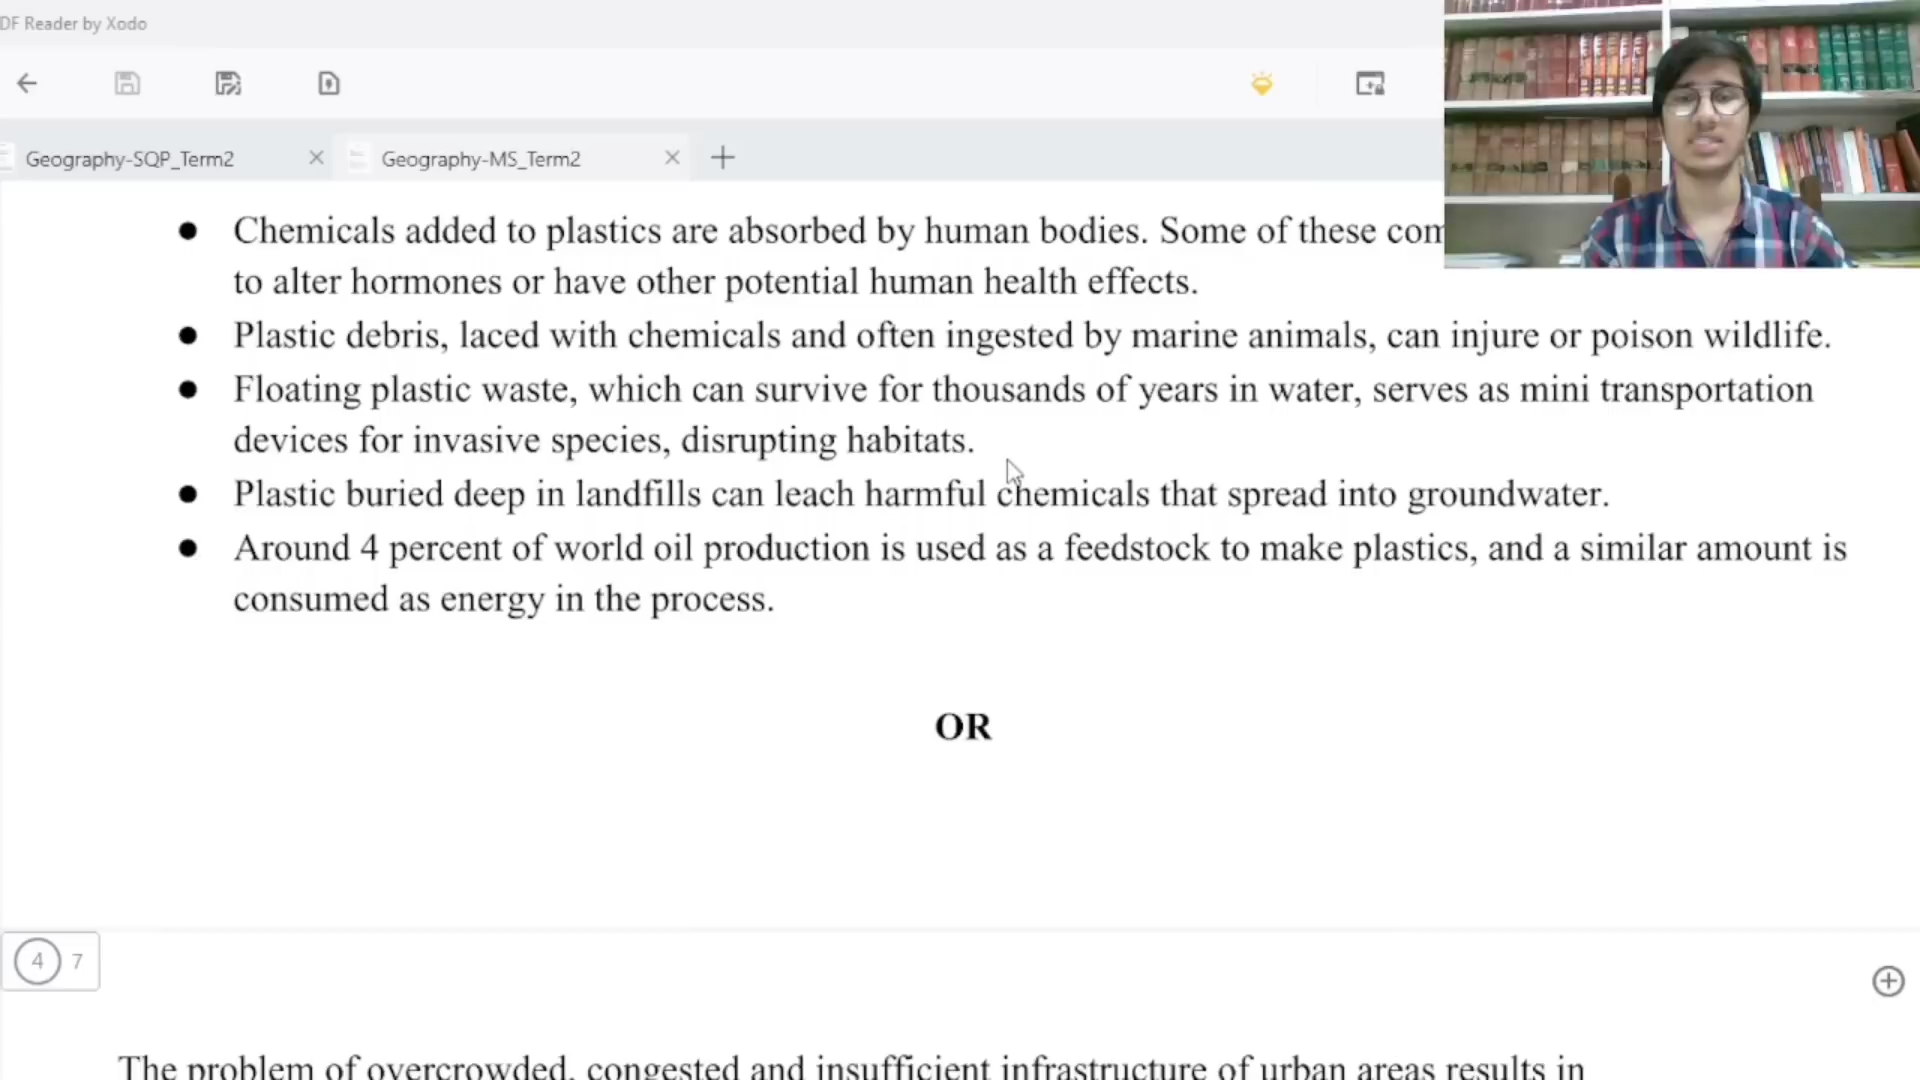 DF Reader by Xodo
Geography-SQP_Term2
Geography-MS_Term2
● Chemicals added to plastics are absorbed by human bodies. Some of these com
to alter hormones or have other potential human health effects.
● Plastic debris, laced with chemicals and often ingested by marine animals, can injure or poison wildlife.
● Floating plastic waste, which can survive for thousands of years in water, serves as mini transportation
devices for invasive species, disrupting habitats.
● Plastic buried deep in landfills can leach harmful chemicals that spread into groundwater.
● Around 4 percent of world oil production is used as a feedstock to make plastics, and a similar amount is
consumed as energy in the process.
OR
4 7
The problem of overcrowded, congested and insufficient infrastructure of urban areas results in